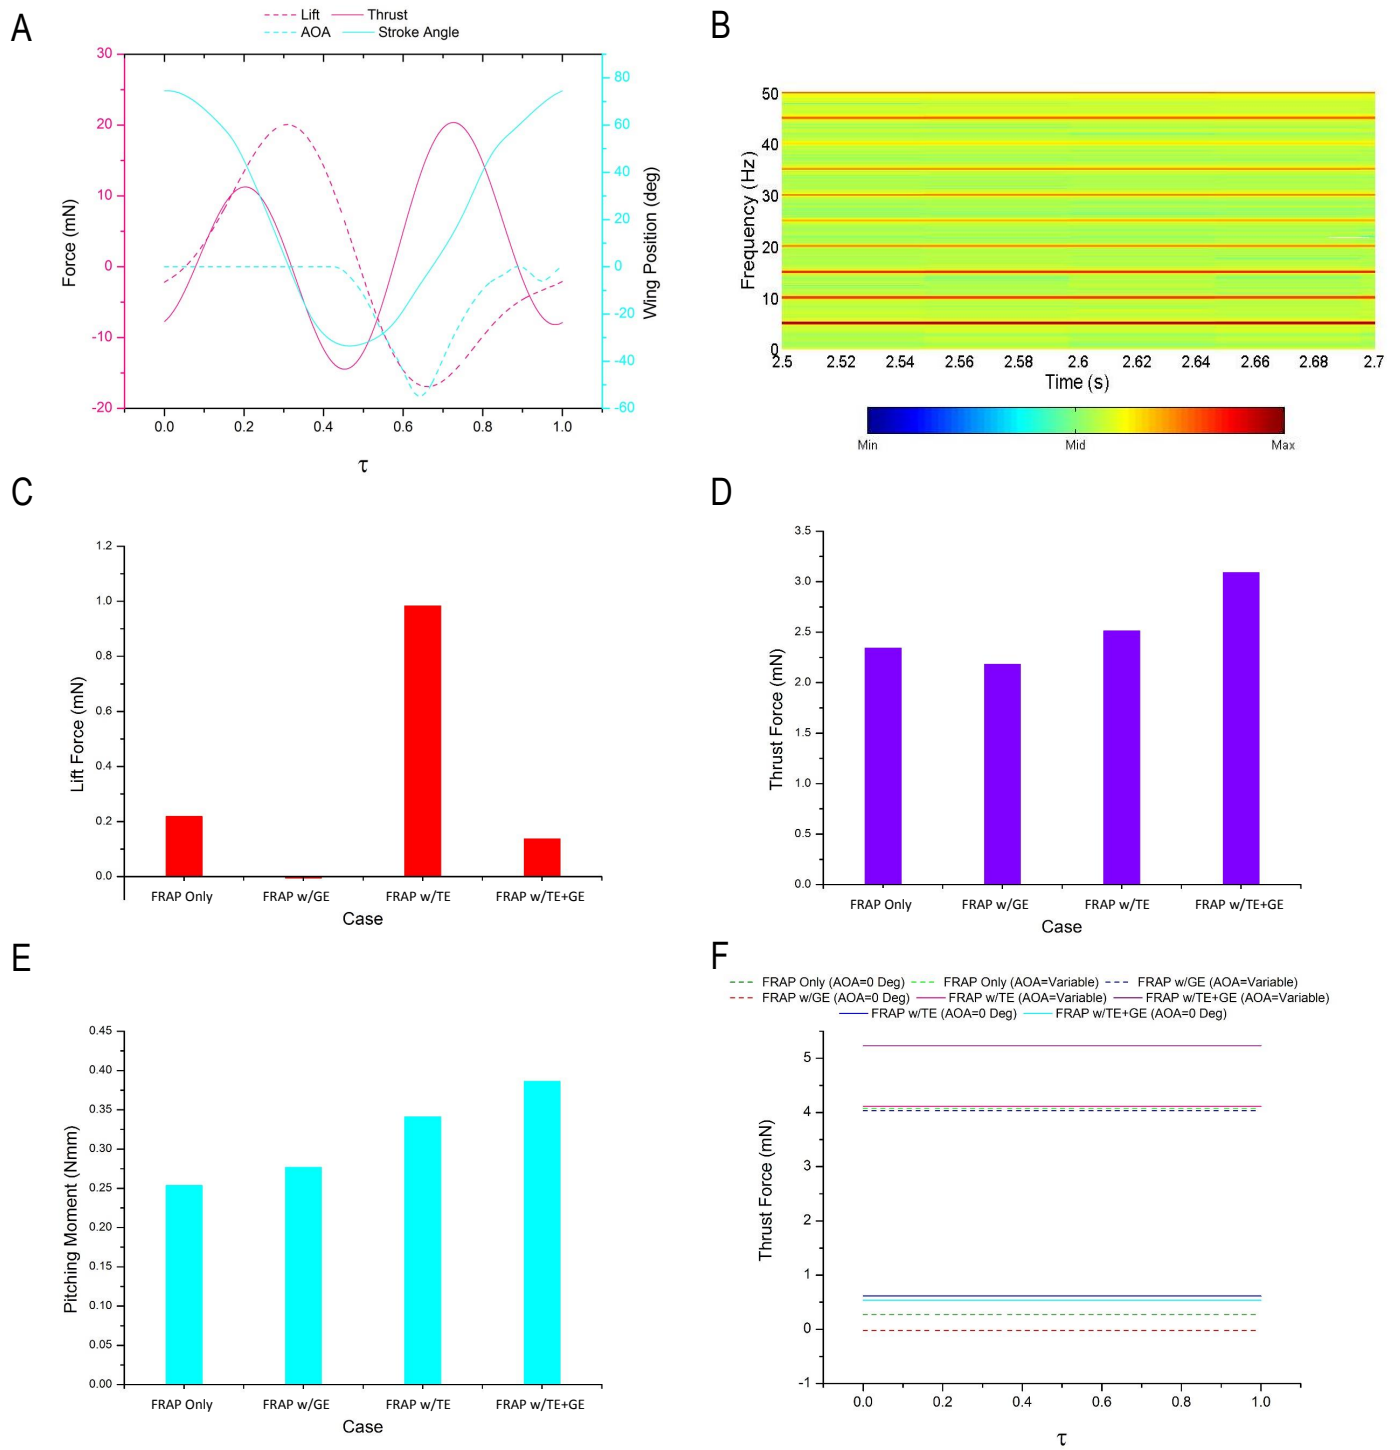 A
Lift Thrust
AOA Stroke Angle
30
20
10
0
-10
-20
Force (mN)
80
60
40
20
0
-20
-40
-60
Wing Position (deg)
0.0 0.2 0.4 0.6 0.8 1.0
τ
B
50
40
30
20
10
0
Frequency (Hz)
2.5 2.52 2.54 2.56 2.58 2.6 2.62 2.64 2.66 2.68 2.7
Time (s)
Min Mid Max
C
1.2
1.0
0.8
0.6
0.4
0.2
0.0
Lift Force (mN)
FRAP Only FRAP w/GE FRAP w/TE FRAP w/TE+GE
Case
D
3.5
3.0
2.5
2.0
1.5
1.0
0.5
0.0
Thrust Force (mN)
FRAP Only FRAP w/GE FRAP w/TE FRAP w/TE+GE
Case
E
0.45
0.40
0.35
0.30
0.25
0.20
0.15
0.10
0.05
0.00
Pitching Moment (Nmm)
FRAP Only FRAP w/GE FRAP w/TE FRAP w/TE+GE
Case
F
FRAP Only (AOA=0 Deg) FRAP Only (AOA=Variable) FRAP w/GE (AOA=Variable)
FRAP w/GE (AOA=0 Deg) FRAP w/TE (AOA=Variable) FRAP w/TE+GE (AOA=Variable)
FRAP w/TE (AOA=0 Deg) FRAP w/TE+GE (AOA=0 Deg)
5
4
3
2
1
0
-1
Thrust Force (mN)
0.0 0.2 0.4 0.6 0.8 1.0
τ